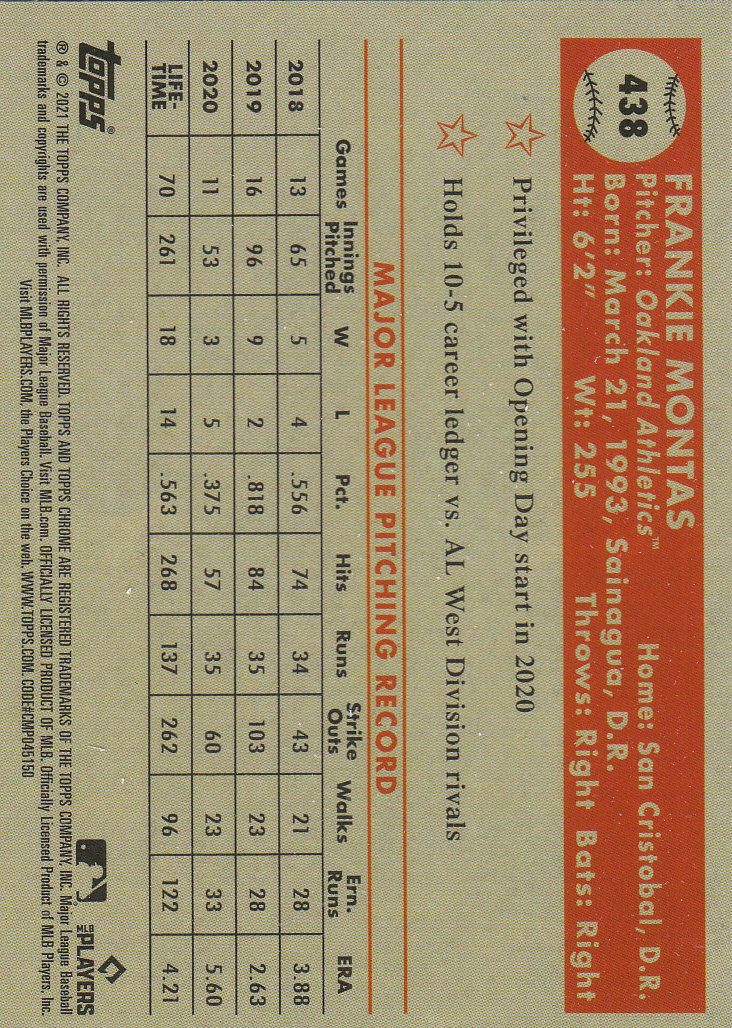 438
FRANKIE MONTAS
Pitcher: Oakland Athletics™ Home: San Cristobal, D.R.
Born: March 21, 1993, Sainagua, D.R.
Ht: 6'2" Wt: 255 Throws: Right Bats: Right
Privileged with Opening Day start in 2020
Holds 10-5 career ledger vs. AL West Division rivals
MAJOR LEAGUE PITCHING RECORD
Games Innings Pitched W L Pct. Hits Runs Strike Outs Walks Ern. Runs ERA
2018 13 65 5 4 .556 74 34 43 21 28 3.88
2019 16 96 9 2 .818 84 35 103 23 28 2.63
2020 11 53 3 5 .375 57 35 60 23 33 5.60
LIFE-TIME 70 261 18 14 .563 268 137 262 96 122 4.21
topps®
MLB PLAYERS
® & © 2021 THE TOPPS COMPANY, INC. ALL RIGHTS RESERVED. TOPPS AND TOPPS CHROME ARE REGISTERED TRADEMARKS OF THE TOPPS COMPANY, INC. Major League Baseball
trademarks and copyrights are used with permission of Major League Baseball. Visit MLB.com. OFFICIALLY LICENSED PRODUCT OF MLB. Officially Licensed Product of MLB Players, Inc.
Visit MLBPLAYERS.COM, the Players Choice on the web. WWW.TOPPS.COM. CODE#CMP045150